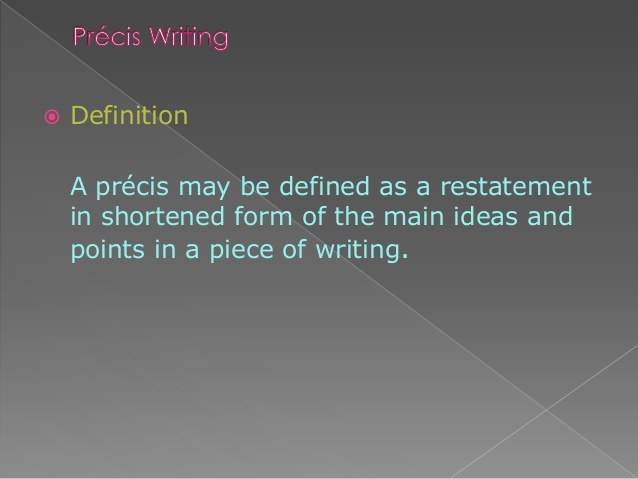 Précis Writing
Definition
A précis may be defined as a restatement
in shortened form of the main ideas and
points in a piece of writing.